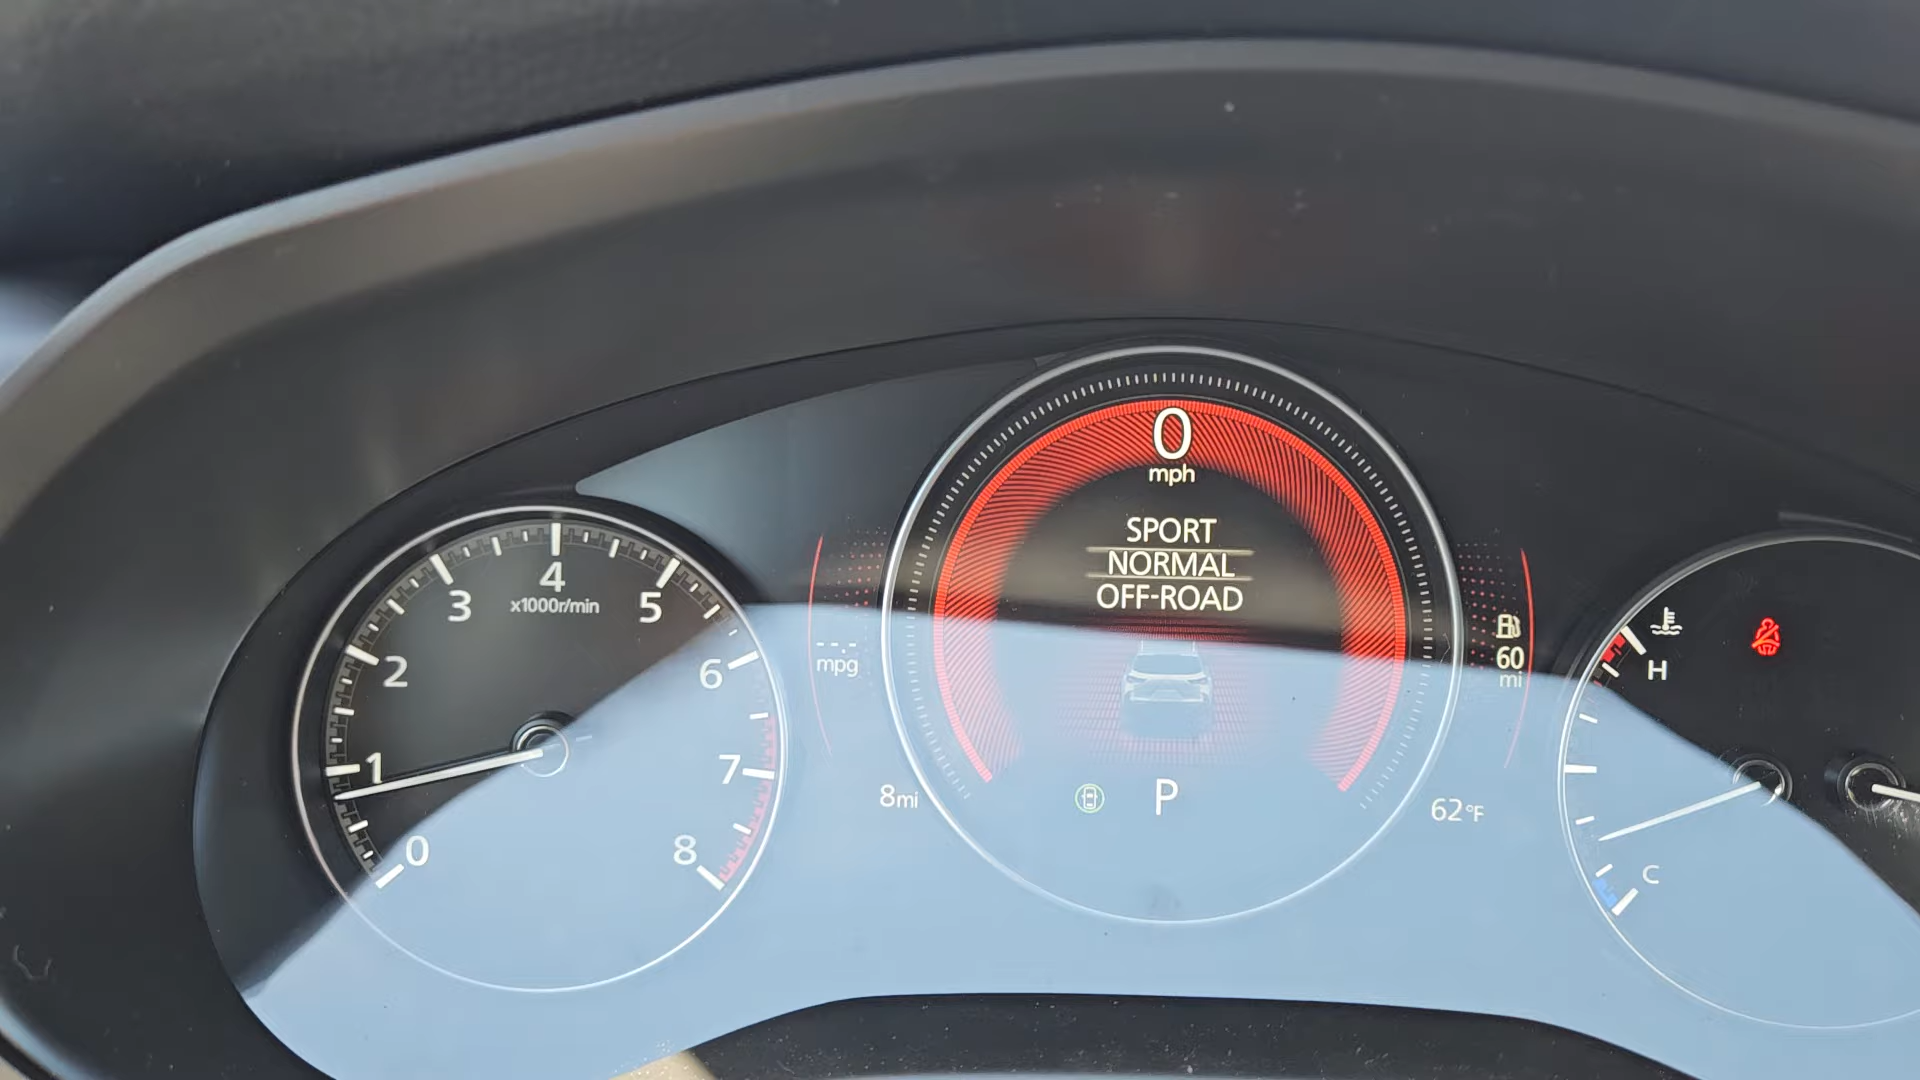 0
mph
SPORT
NORMAL
OFF-ROAD
0
1
2
3
4
5
6
7
8
x1000r/min
--.-
mpg
60
mi
8mi
P
62°F
H
C